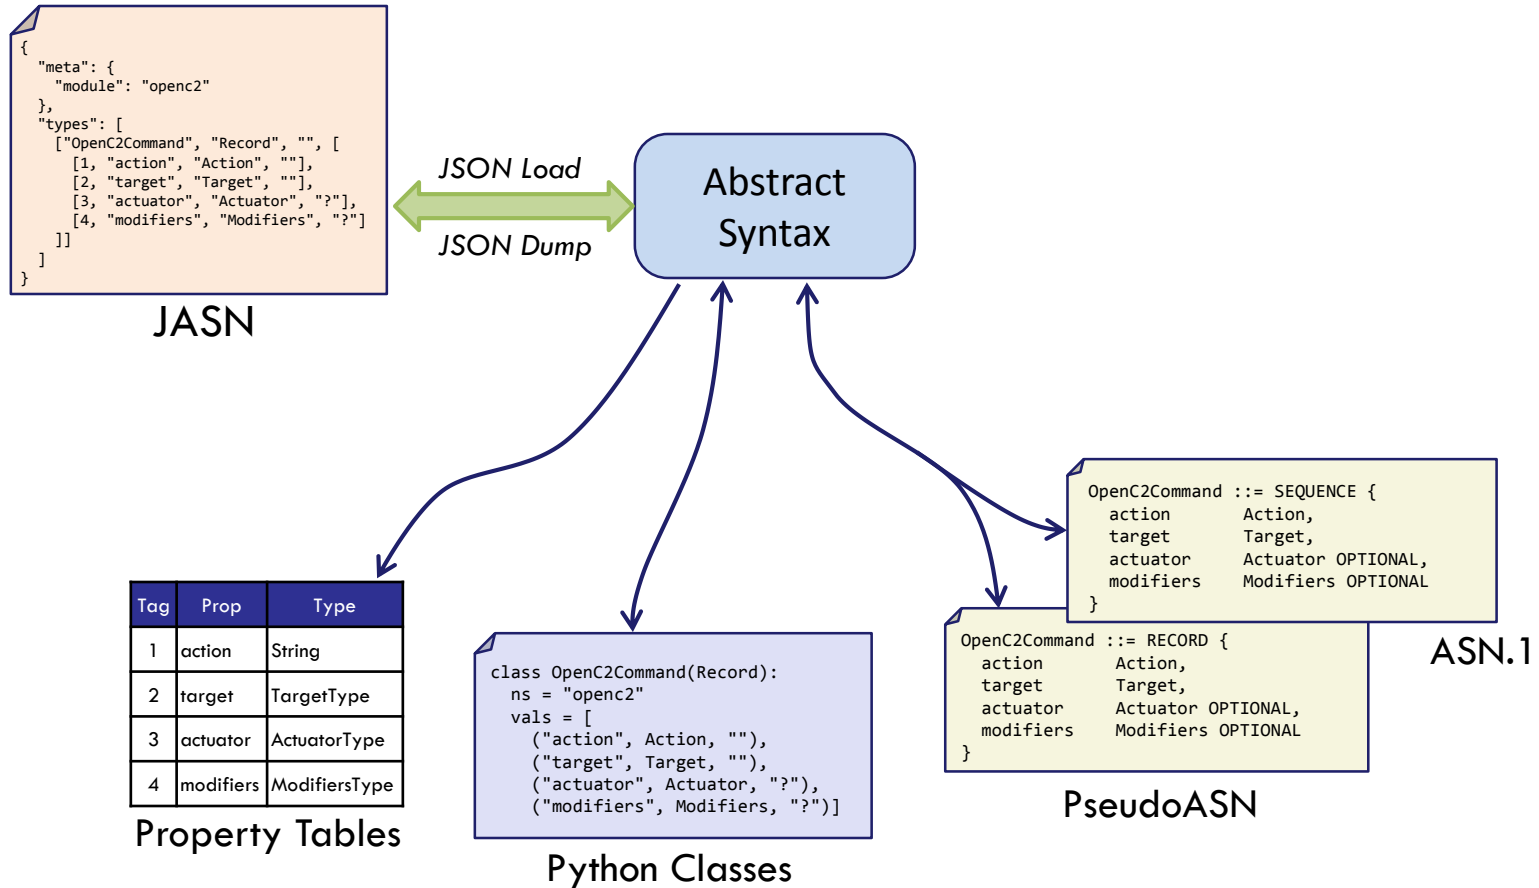 {
  "meta": {
    "module": "openc2"
  },
  "types": [
    ["OpenC2Command", "Record", "", [
      [1, "action", "Action", ""],
      [2, "target", "Target", ""],
      [3, "actuator", "Actuator", "?"],
      [4, "modifiers", "Modifiers", "?"]
    ]]
  ]
}
JASN
JSON Load
JSON Dump
Abstract
Syntax
Tag Prop Type
1 action String
2 target TargetType
3 actuator ActuatorType
4 modifiers ModifiersType
Property Tables
class OpenC2Command(Record):
  ns = "openc2"
  vals = [
    ("action", Action, ""),
    ("target", Target, ""),
    ("actuator", Actuator, "?"),
    ("modifiers", Modifiers, "?")]
Python Classes
OpenC2Command ::= SEQUENCE {
  action       Action,
  target       Target,
  actuator     Actuator OPTIONAL,
  modifiers    Modifiers OPTIONAL
}
ASN.1
OpenC2Command ::= RECORD {
  action       Action,
  target       Target,
  actuator     Actuator OPTIONAL,
  modifiers    Modifiers OPTIONAL
}
PseudoASN